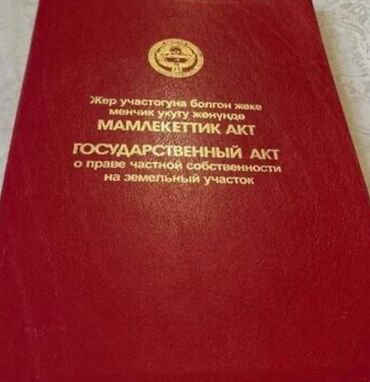 Жер участогуна болгон жеке
менчик укугу жөнүндө
МАМЛЕКЕТТИК АКТ
ГОСУДАРСТВЕННЫЙ АКТ
о праве частной собственности
на земельный участок